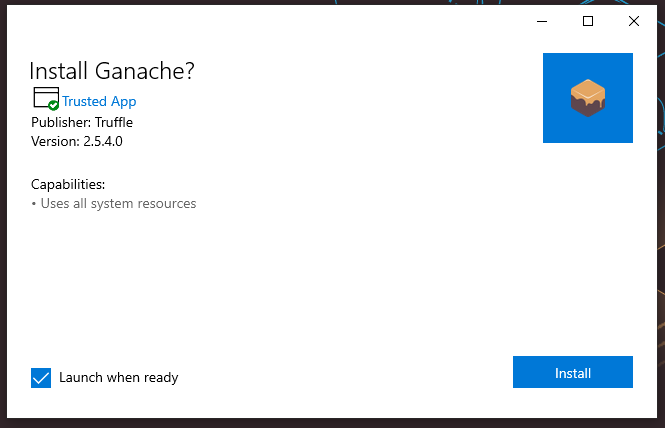 Install Ganache?
Trusted App
Publisher: Truffle
Version: 2.5.4.0
Capabilities:
• Uses all system resources
Launch when ready
Install